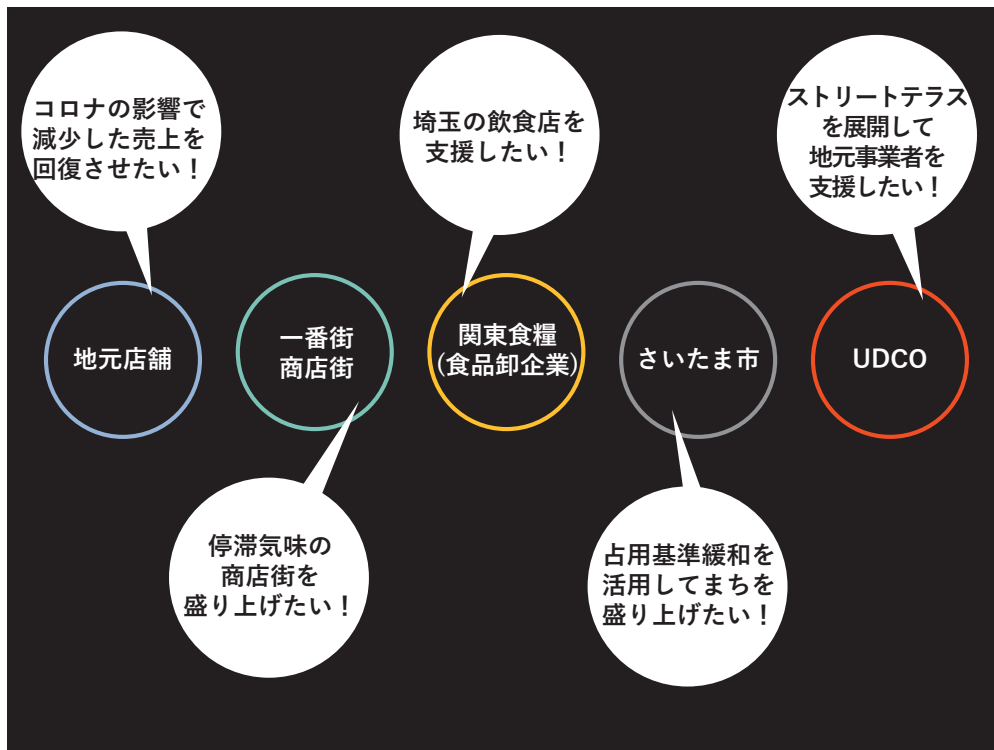 コロナの影響で
減少した売上を
回復させたい！
埼玉の飲食店を
支援したい！
ストリートテラス
を展開して
地元事業者を
支援したい！
地元店舗
一番街
商店街
関東食糧
(食品卸企業)
さいたま市
UDCO
停滞気味の
商店街を
盛り上げたい！
占用基準緩和を
活用してまちを
盛り上げたい！